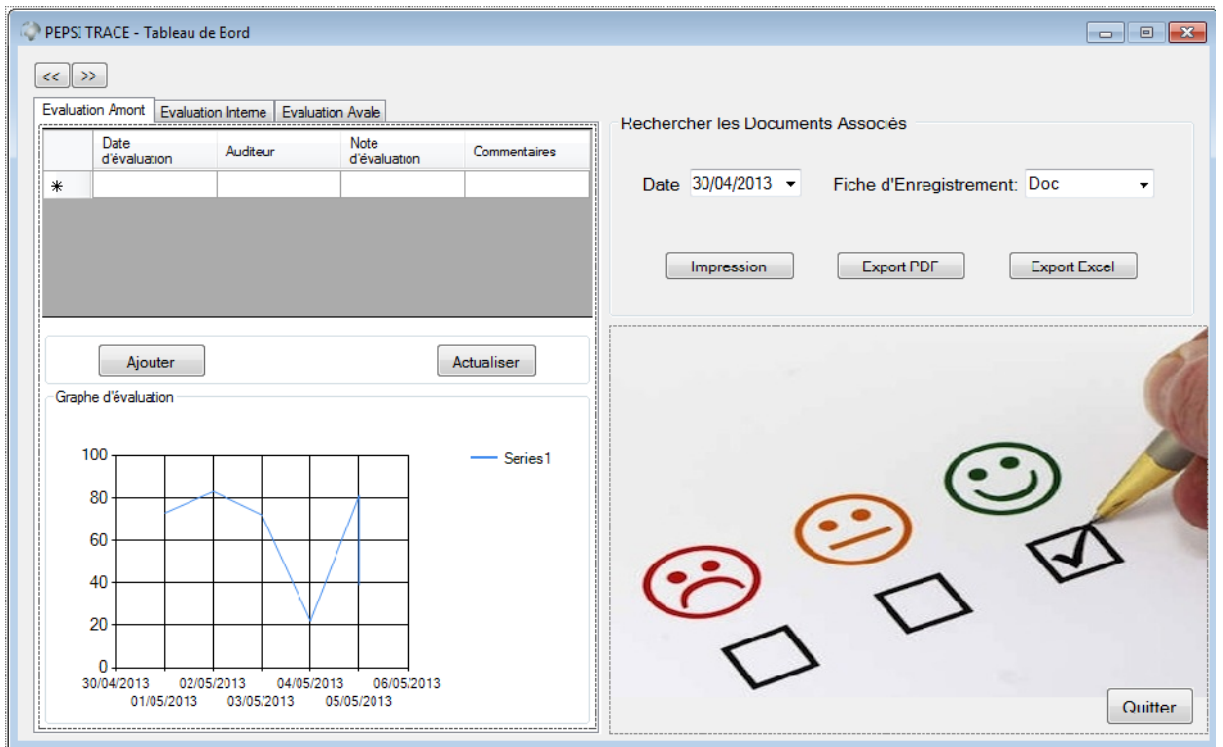 PEPSI TRACE - Tableau de Bord
<< >>
Evaluation Amont Evaluation Interne Evaluation Avale
Date d'évaluation Auditeur Note d'évaluation Commentaires
Ajouter Actualiser
Graphe d'évaluation
Series1
100
80
60
40
20
0
30/04/2013 02/05/2013 04/05/2013 06/05/2013
01/05/2013 03/05/2013 05/05/2013
Rechercher les Documents Associés
Date 30/04/2013 Fiche d'Enregistrement: Doc
Impression Export PDF Export Excel
Quitter